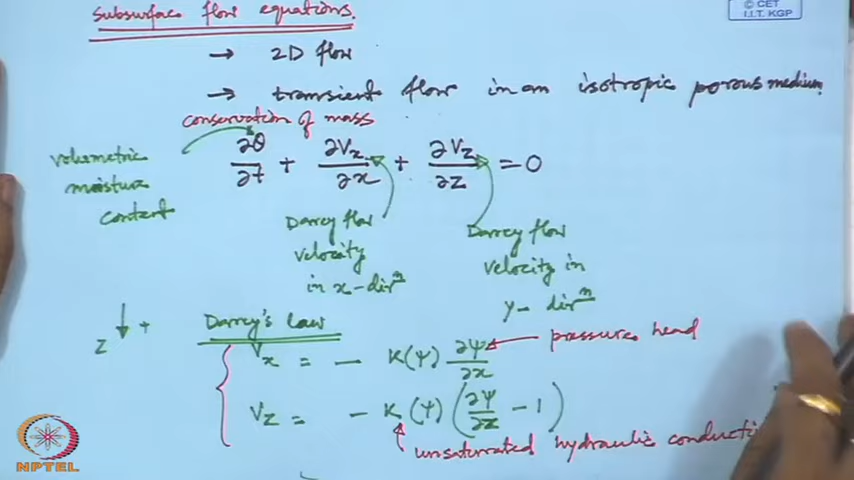 © CET
I.I.T. KGP
Subsurface flow equations.
→ 2D flow
→ transient flow in an isotropic porous medium
conservation of mass
∂θ/∂t + ∂Vx/∂x + ∂Vz/∂z = 0
volumetric
moisture
content
Darcy flow
velocity
in x-dirⁿ
Darcy flow
velocity in
y-dirⁿ
z ↓ +
Darcy's law
Vx = - K(ψ) ∂ψ/∂x ← pressure head
Vz = - K(ψ) (∂ψ/∂z - 1)
unsaturated hydraulic conducti
NPTEL